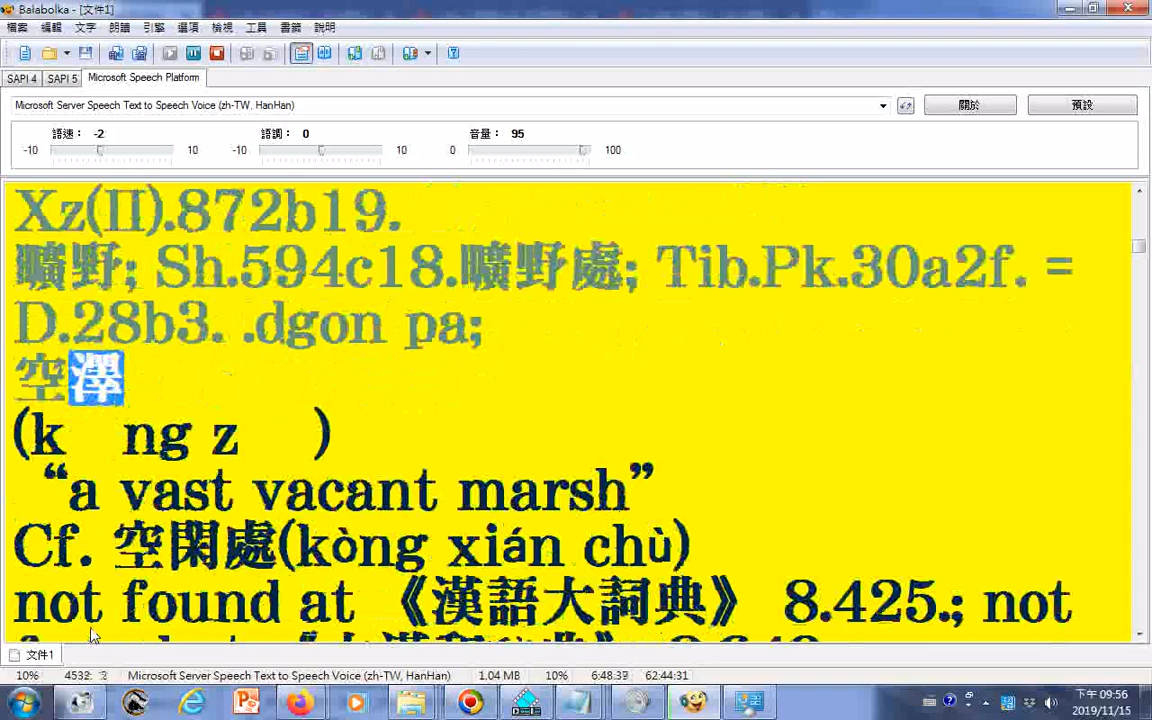 Balabolka - [文件1]
檔案 編輯 文字 朗讀 引擎 選項 檢視 工具 書籤 說明
SAPI 4 SAPI 5 Microsoft Speech Platform
Microsoft Server Speech Text to Speech Voice (zh-TW, HanHan) 關於 預設
語速： -2 語調： 0 音量： 95
-10 10 -10 10 0 100
Xz(II).872b19.
曠野; Sh.594c18.曠野處; Tib.Pk.30a2f. =
D.28b3. .dgon pa;
空澤
(k ng z )
“a vast vacant marsh”
Cf. 空閑處(kòng xián chù)
not found at 《漢語大詞典》 8.425.; not
文件1
10% 4532: Microsoft Server Speech Text to Speech Voice (zh-TW, HanHan) 1.04 MB 10% 6:48:39 62:44:31
下午 09:56
2019/11/15